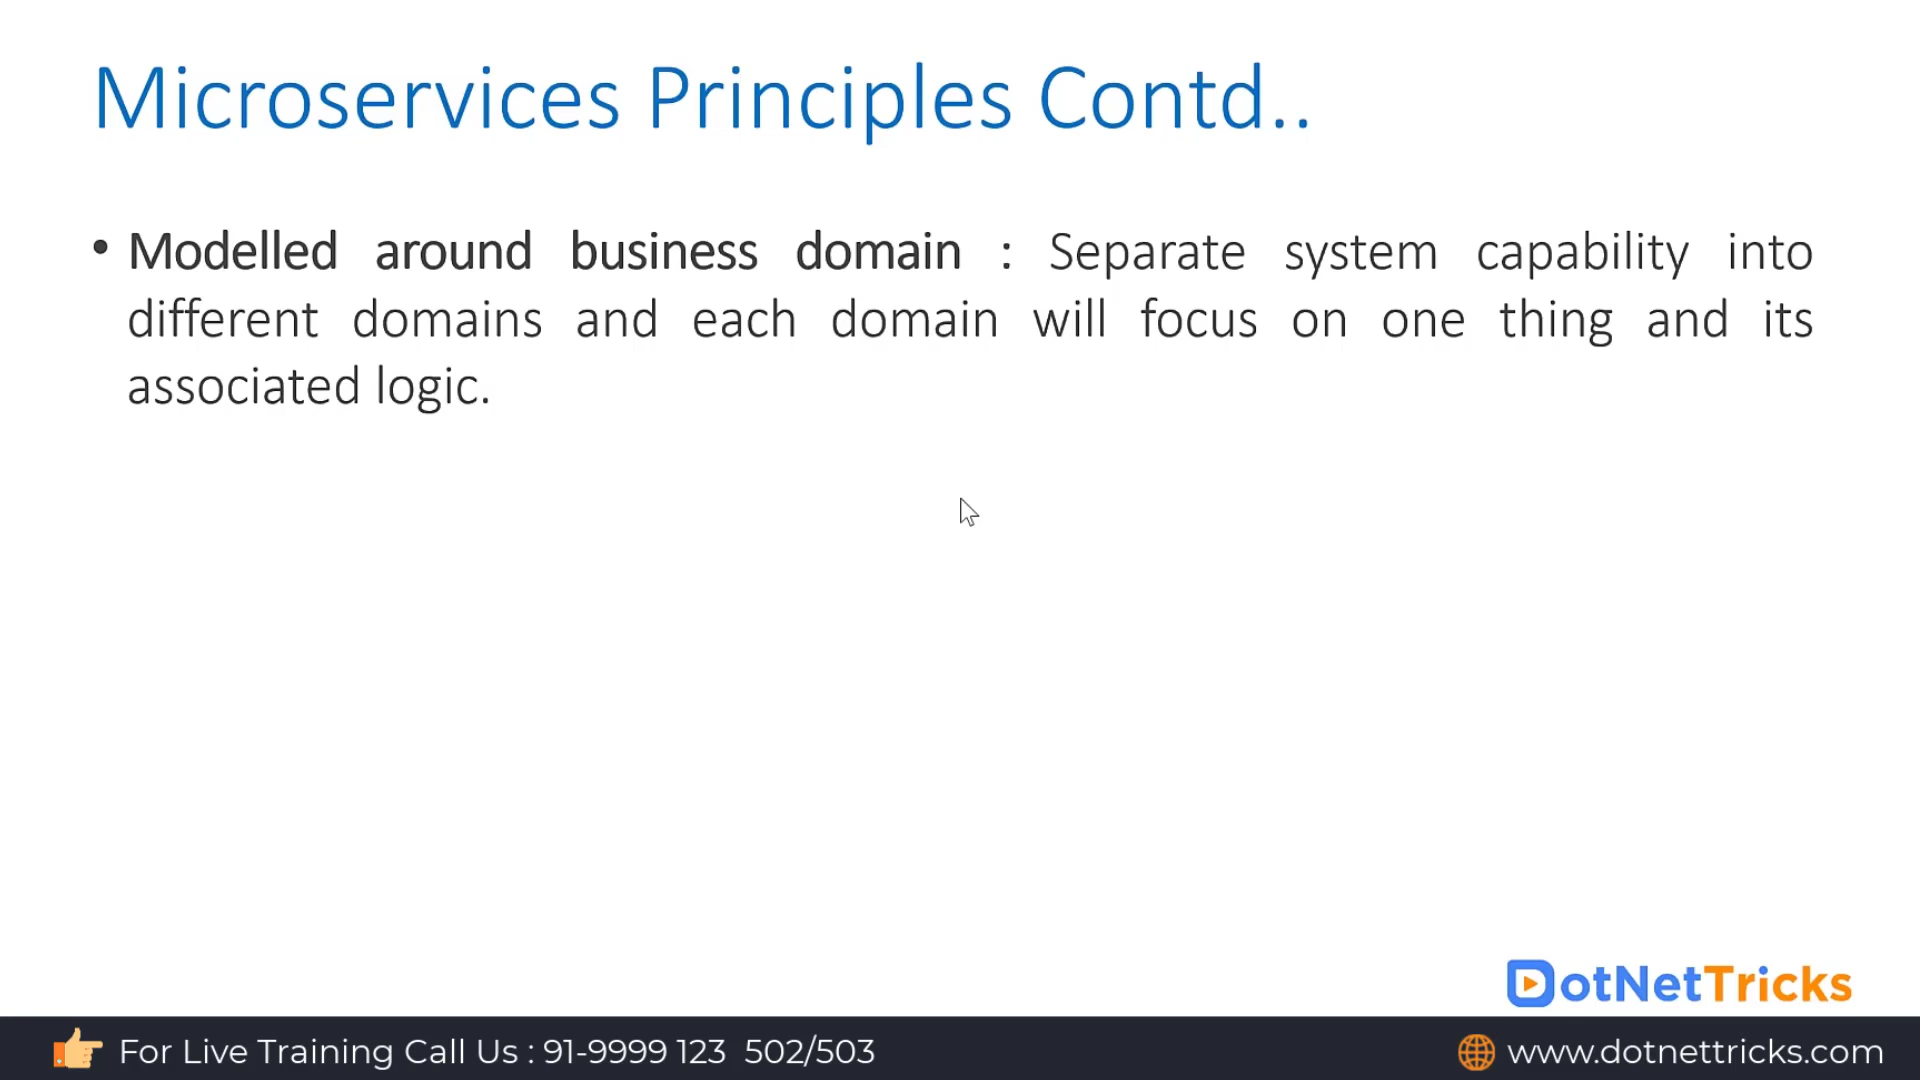 Microservices Principles Contd..
• Modelled around business domain : Separate system capability into
different domains and each domain will focus on one thing and its
associated logic.
DotNetTricks
For Live Training Call Us : 91-9999 123 502/503
www.dotnettricks.com